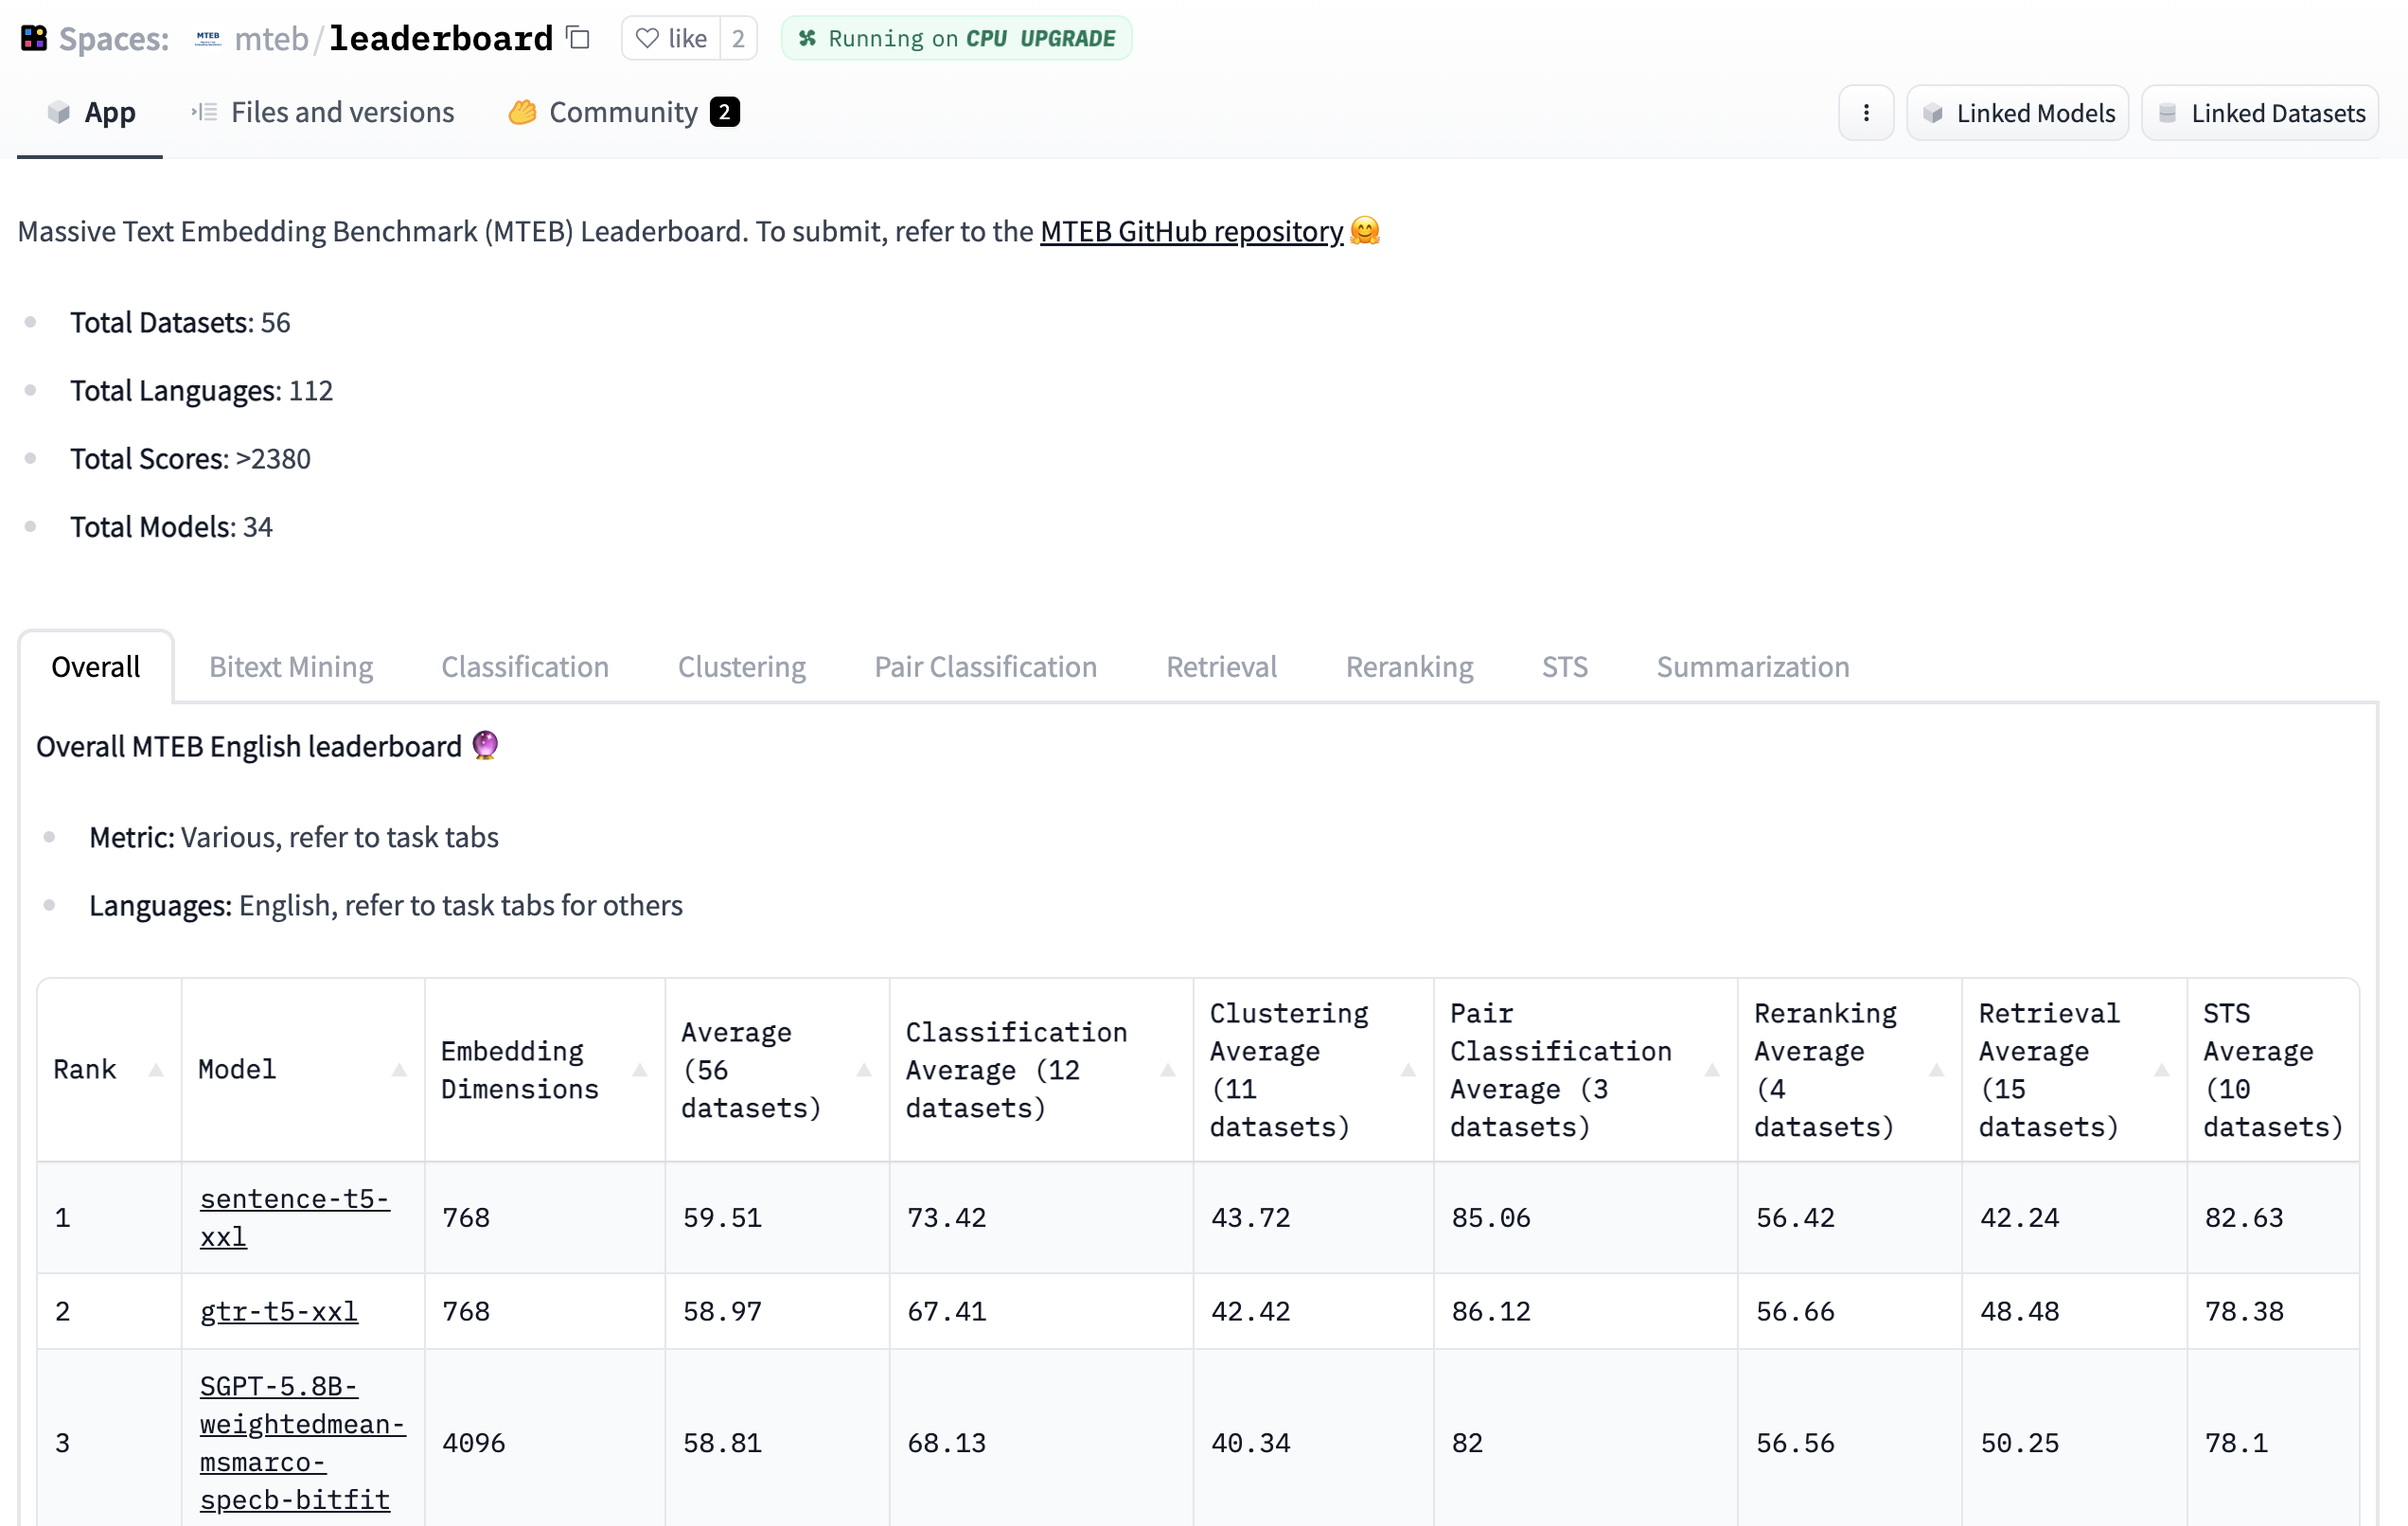 Spaces: MTEB mteb/leaderboard like 2 Running on CPU UPGRADE
App Files and versions Community 2 Linked Models Linked Datasets
Massive Text Embedding Benchmark (MTEB) Leaderboard. To submit, refer to the MTEB GitHub repository 🤗
Total Datasets: 56
Total Languages: 112
Total Scores: >2380
Total Models: 34
Overall Bitext Mining Classification Clustering Pair Classification Retrieval Reranking STS Summarization
Overall MTEB English leaderboard 🔮
Metric: Various, refer to task tabs
Languages: English, refer to task tabs for others
Rank
Model
Embedding
Dimensions
Average
(56
datasets)
Classification
Average (12
datasets)
Clustering
Average
(11
datasets)
Pair
Classification
Average (3
datasets)
Reranking
Average
(4
datasets)
Retrieval
Average
(15
datasets)
STS
Average
(10
datasets)
1
sentence-t5-
xxl
768
59.51
73.42
43.72
85.06
56.42
42.24
82.63
2
gtr-t5-xxl
768
58.97
67.41
42.42
86.12
56.66
48.48
78.38
3
SGPT-5.8B-
weightedmean-
msmarco-
specb-bitfit
4096
58.81
68.13
40.34
82
56.56
50.25
78.1